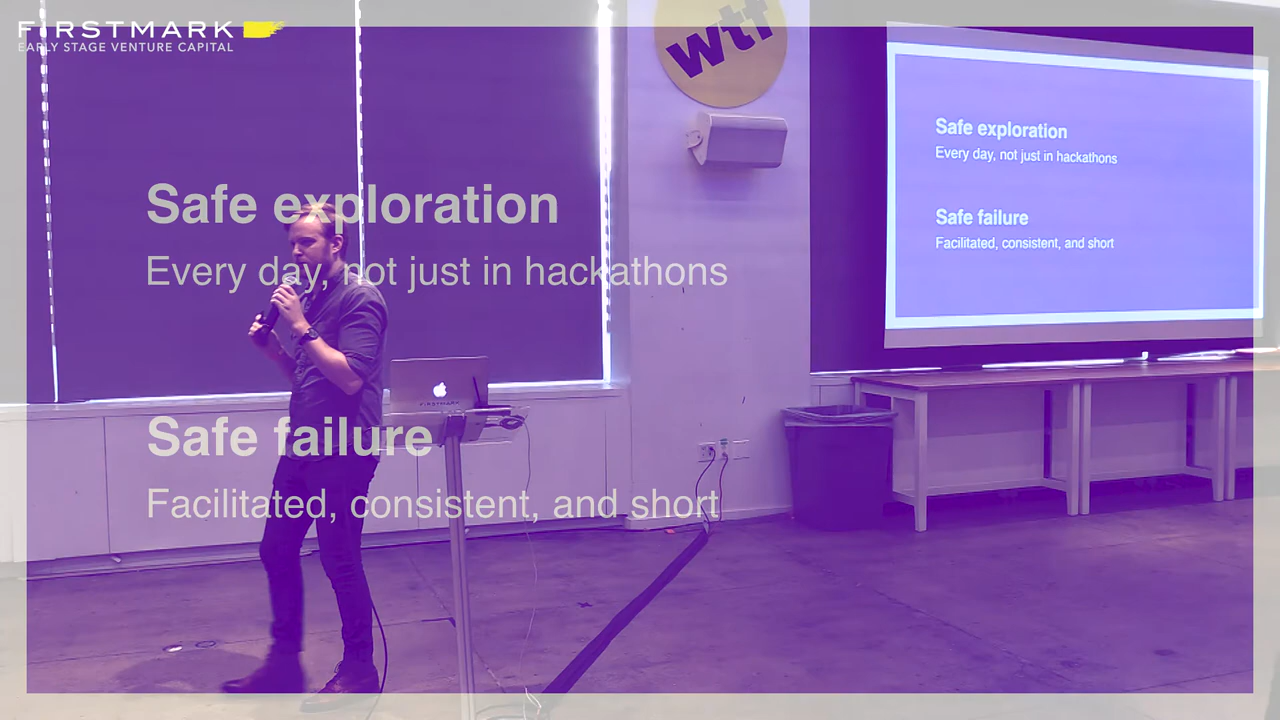 FIRSTMARK
EARLY STAGE VENTURE CAPITAL
wtf
Safe exploration
Every day, not just in hackathons
Safe failure
Facilitated, consistent, and short
Safe exploration
Every day, not just in hackathons
Safe failure
Facilitated, consistent, and short
FIRSTMARK